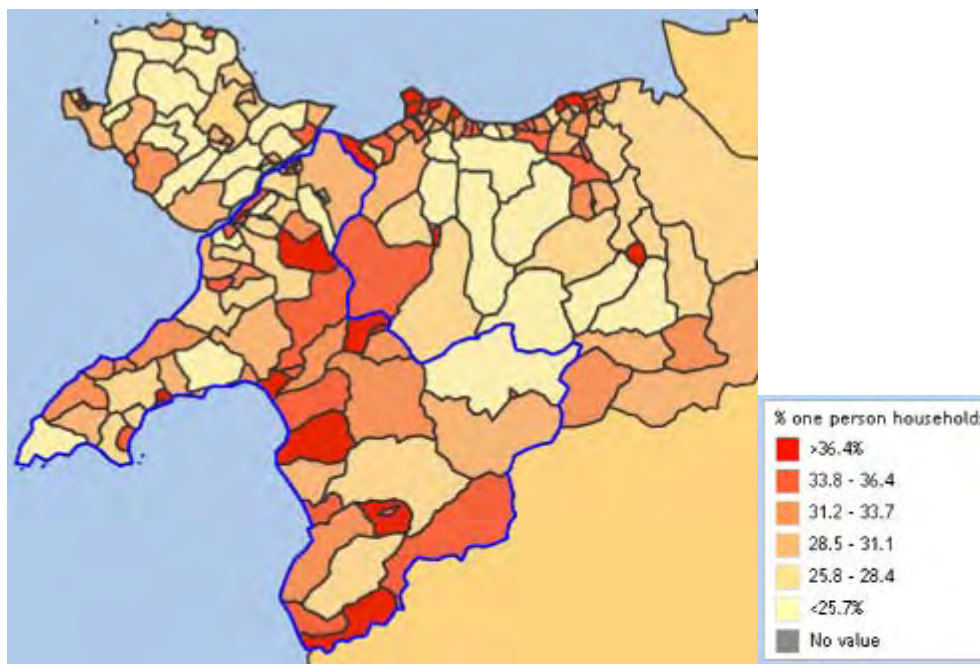 % one person household
>36.4%
33.8 - 36.4
31.2 - 33.7
28.5 - 31.1
25.8 - 28.4
<25.7%
No value